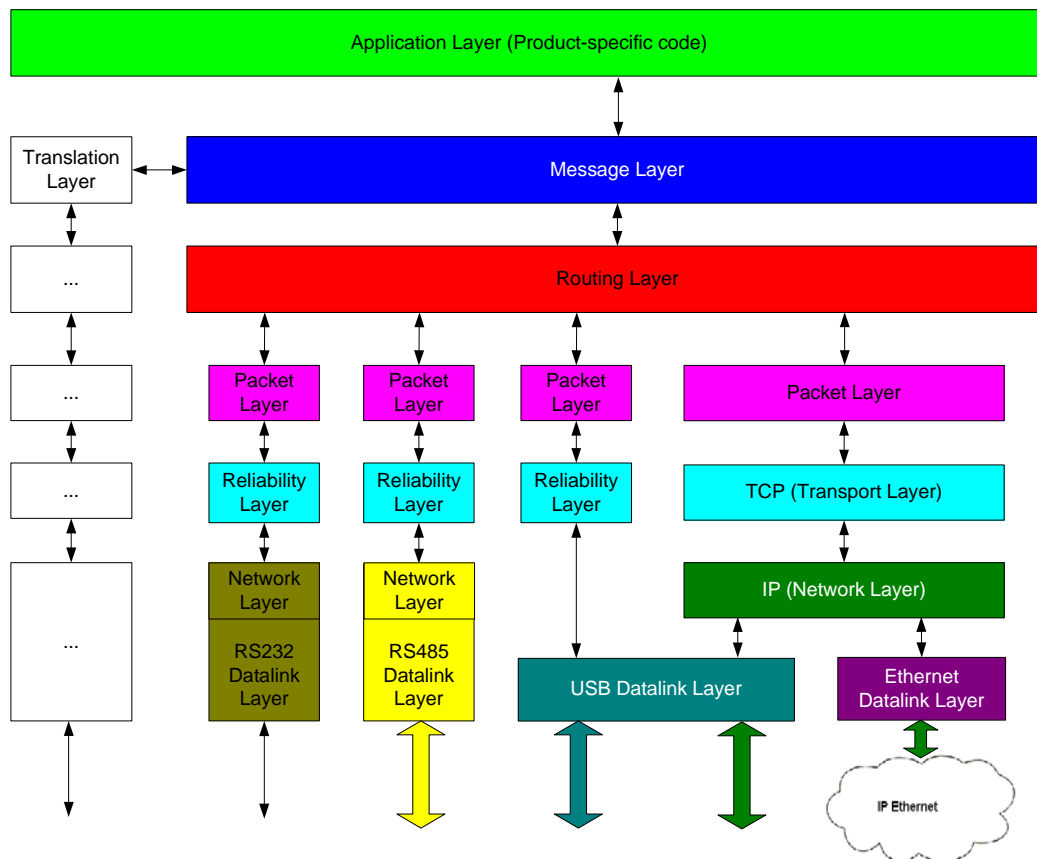 Application Layer (Product-specific code)
Translation
Layer
Message Layer
...
Routing Layer
...
Packet
Layer
Packet
Layer
Packet
Layer
Packet Layer
...
Reliability
Layer
Reliability
Layer
Reliability
Layer
TCP (Transport Layer)
...
Network
Layer
RS232
Datalink
Layer
Network
Layer
RS485
Datalink
Layer
IP (Network Layer)
USB Datalink Layer
Ethernet
Datalink Layer
IP Ethernet